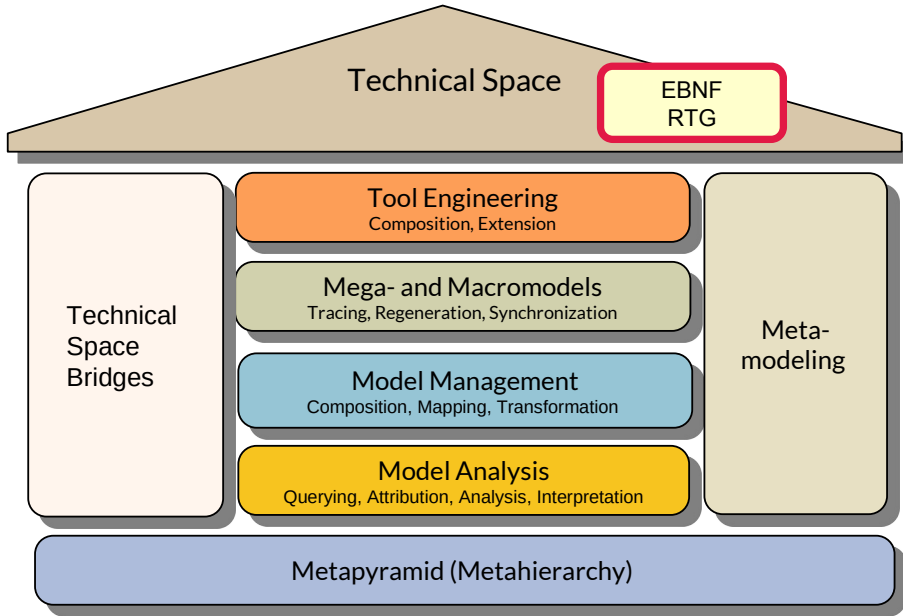 Technical Space
EBNF
RTG
Technical
Space
Bridges
Tool Engineering
Composition, Extension
Mega- and Macromodels
Tracing, Regeneration, Synchronization
Model Management
Composition, Mapping, Transformation
Model Analysis
Querying, Attribution, Analysis, Interpretation
Meta-
modeling
Metapyramid (Metahierarchy)